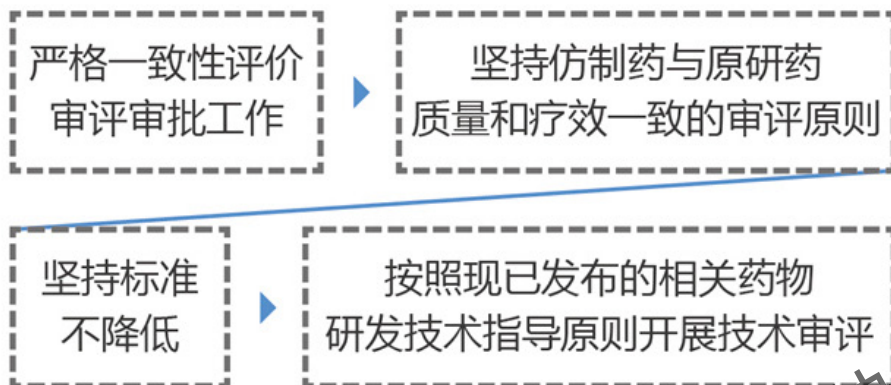 严格一致性评价
审评审批工作
坚持仿制药与原研药
质量和疗效一致的审评原则
坚持标准
不降低
按照现已发布的相关药物
研发技术指导原则开展技术审评